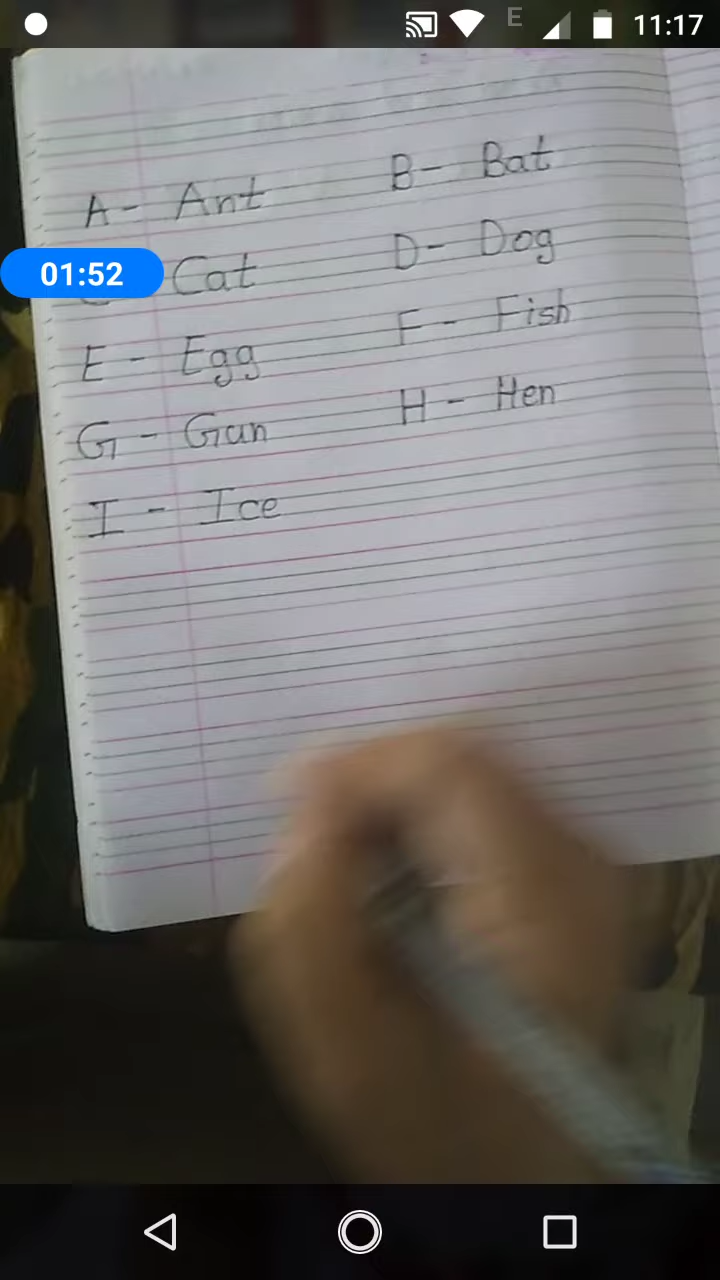 E 11:17
A - Ant B - Bat
01:52 Cat D - Dog
E - Egg F - Fish
G - Gun H - Hen
I - Ice